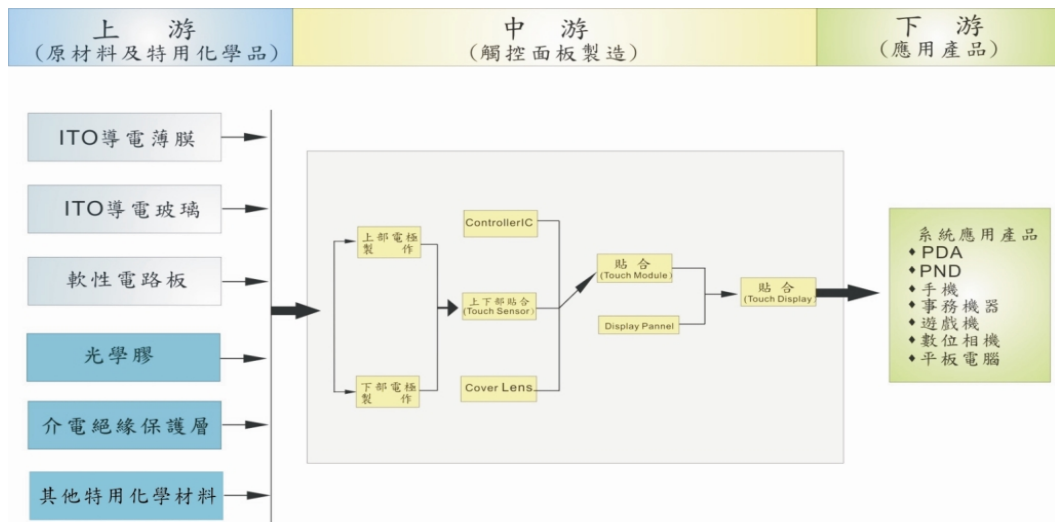 上 游
(原材料及特用化學品)
中 游
(觸控面板製造)
下 游
(應用產品)
ITO導電薄膜
ITO導電玻璃
軟性電路板
光學膠
介電絕緣保護層
其他特用化學材料
上部電極
製 作
下部電極
製 作
ControllerIC
上下部貼合
(Touch Sensor)
Cover Lens
貼 合
(Touch Module)
Display Pannel
貼 合
(Touch Display)
系統應用產品
◆ PDA
◆ PND
◆ 手機
◆ 事務機器
◆ 遊戲機
◆ 數位相機
◆ 平板電腦